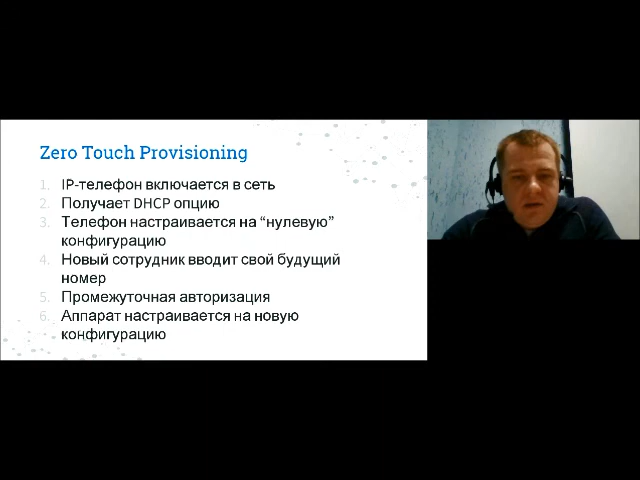 Zero Touch Provisioning
1. IP-телефон включается в сеть
2. Получает DHCP опцию
3. Телефон настраивается на “нулевую”
конфигурацию
4. Новый сотрудник вводит свой будущий
номер
5. Промежуточная авторизация
6. Аппарат настраивается на новую
конфигурацию